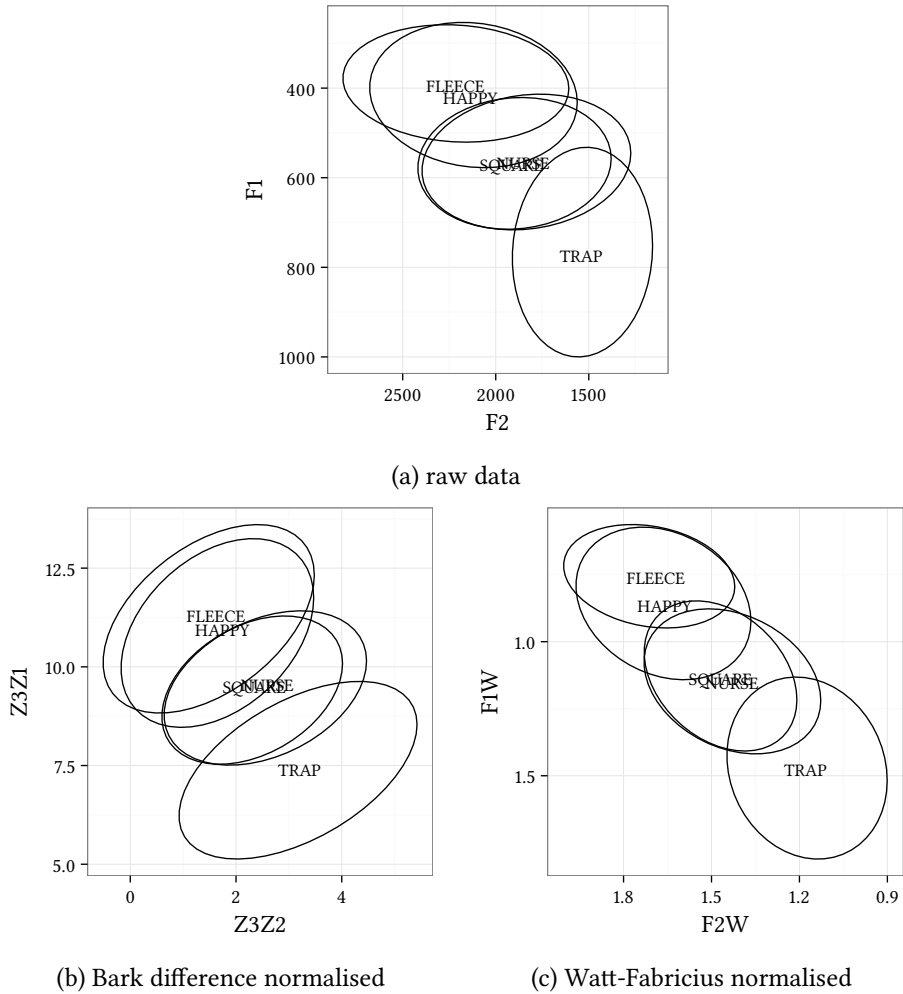 400
600
800
1000
F1
FLEECE
HAPPY
SQUARE
NURSE
TRAP
2500 2000 1500
F2
(a) raw data
12.5
10.0
7.5
5.0
Z3Z1
FLEECE
HAPPY
SQUARE
NURSE
TRAP
0 2 4
Z3Z2
(b) Bark difference normalised
1.0
1.5
F1W
FLEECE
HAPPY
SQUARE
NURSE
TRAP
1.8 1.5 1.2 0.9
F2W
(c) Watt-Fabricius normalised